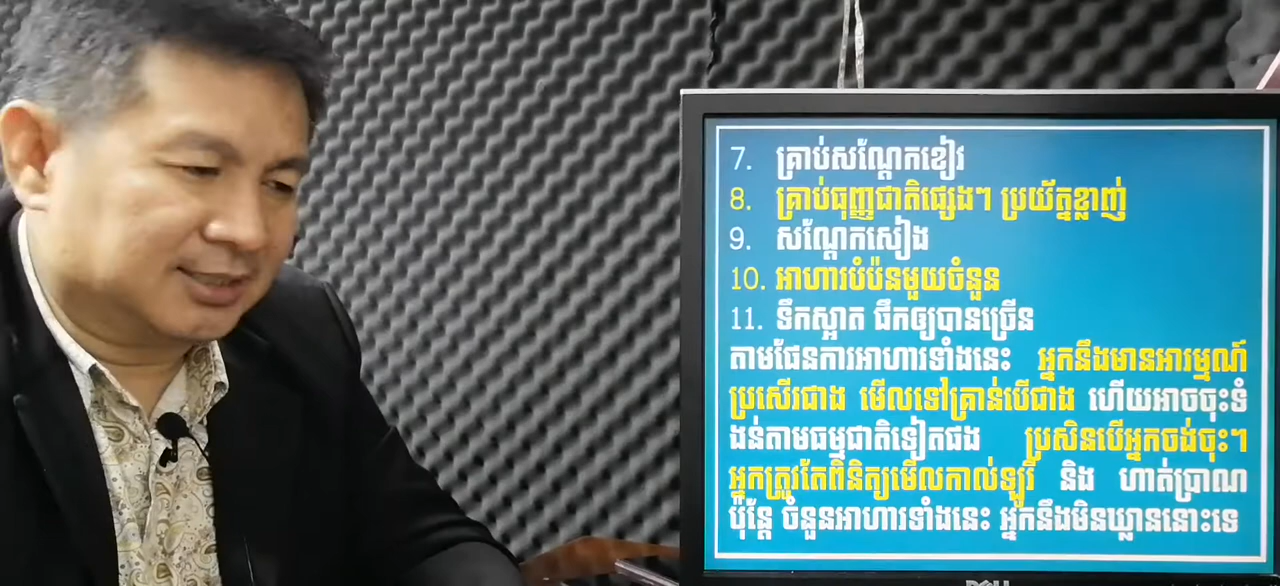 7. គ្រាប់សណ្ដែកខៀវ
8. គ្រាប់ធុញ្ញជាតិផ្សេងៗ ប្រយ័ត្នខ្លាញ់
9. សណ្ដែកសៀង
10. អាហារបំប៉នមួយចំនួន
11. ទឹកស្អាត ផឹកឲ្យបានច្រើន
តាមផែនការអាហារទាំងនេះ អ្នកនឹងមានអារម្មណ៍
ប្រសើរជាង មើលទៅគ្រាន់បើជាង ហើយអាចចុះទំ
ងន់តាមធម្មជាតិទៀតផង ប្រសិនបើអ្នកចង់ចុះៗ
អ្នកត្រូវតែពិនិត្យមើលកាល់ឡូរី និង ហាត់ប្រាណ
ប៉ុន្តែ ចំនួនអាហារទាំងនេះ អ្នកនឹងមិនឃ្លាននោះទេ